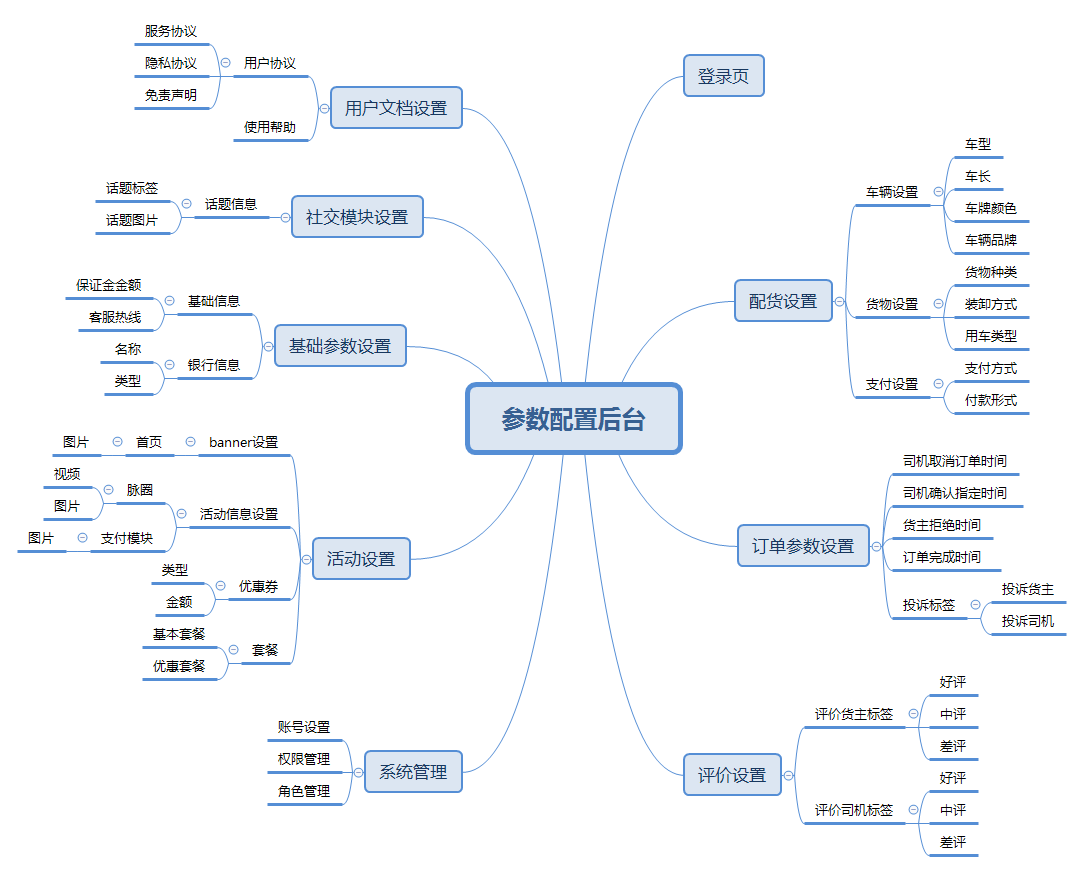 参数配置后台
登录页
配货设置
车辆设置
车型
车长
车牌颜色
车辆品牌
货物设置
货物种类
装卸方式
用车类型
支付设置
支付方式
付款形式
订单参数设置
司机取消订单时间
司机确认指定时间
货主拒绝时间
订单完成时间
投诉标签
投诉货主
投诉司机
评价设置
评价货主标签
好评
中评
差评
评价司机标签
好评
中评
差评
用户文档设置
用户协议
服务协议
隐私协议
免责声明
使用帮助
社交模块设置
话题信息
话题标签
话题图片
基础参数设置
基础信息
保证金金额
客服热线
银行信息
名称
类型
活动设置
banner设置
首页
图片
活动信息设置
脉圈
视频
图片
支付模块
图片
优惠券
类型
金额
套餐
基本套餐
优惠套餐
系统管理
账号设置
权限管理
角色管理